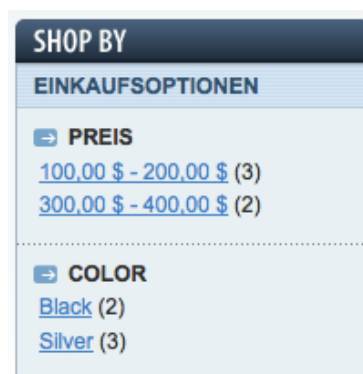 SHOP BY
EINKAUFSOPTIONEN
PREIS
100,00 $ - 200,00 $ (3)
300,00 $ - 400,00 $ (2)
COLOR
Black (2)
Silver (3)